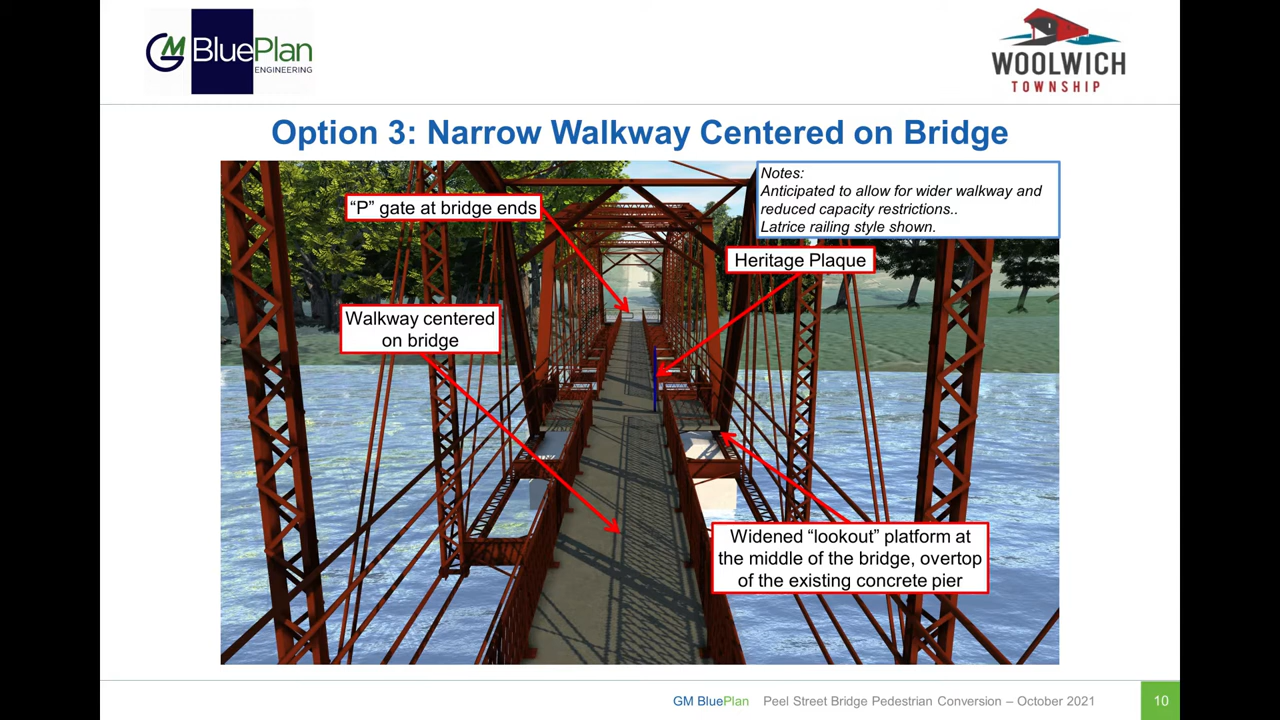 GM BluePlan
ENGINEERING
WOOLWICH
TOWNSHIP
Option 3: Narrow Walkway Centered on Bridge
Notes:
Anticipated to allow for wider walkway and
reduced capacity restrictions..
Latrice railing style shown.
“P” gate at bridge ends
Heritage Plaque
Walkway centered
on bridge
Widened “lookout” platform at
the middle of the bridge, overtop
of the existing concrete pier
GM BluePlan Peel Street Bridge Pedestrian Conversion – October 2021 10